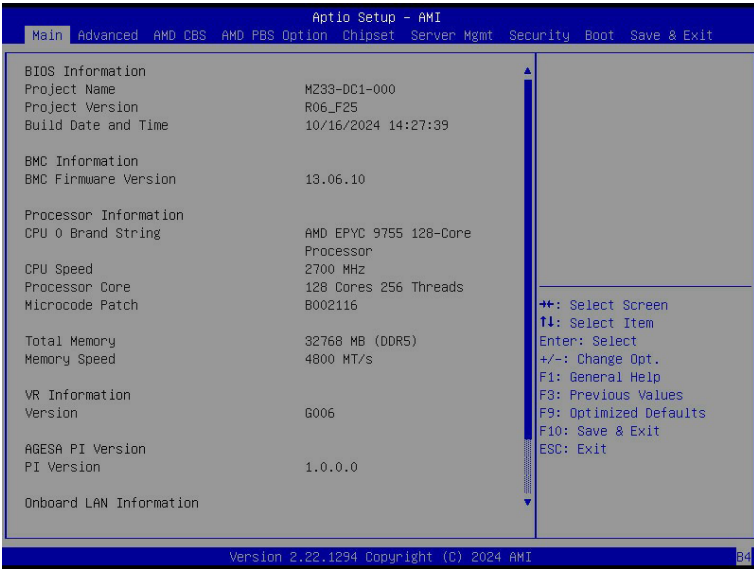 Aptio Setup – AMI
Main Advanced AMD CBS AMD PBS Option Chipset Server Mgmt Security Boot Save & Exit
BIOS Information
Project Name MZ33-DC1-000
Project Version R06_F25
Build Date and Time 10/16/2024 14:27:39
BMC Information
BMC Firmware Version 13.06.10
Processor Information
CPU 0 Brand String AMD EPYC 9755 128-Core
Processor
CPU Speed 2700 MHz
Processor Core 128 Cores 256 Threads
Microcode Patch B002116
Total Memory 32768 MB (DDR5)
Memory Speed 4800 MT/s
VR Information
Version G006
AGESA PI Version
PI Version 1.0.0.0
Onboard LAN Information
→←: Select Screen
↑↓: Select Item
Enter: Select
+/-: Change Opt.
F1: General Help
F3: Previous Values
F9: Optimized Defaults
F10: Save & Exit
ESC: Exit
Version 2.22.1294 Copyright (C) 2024 AMI
B4